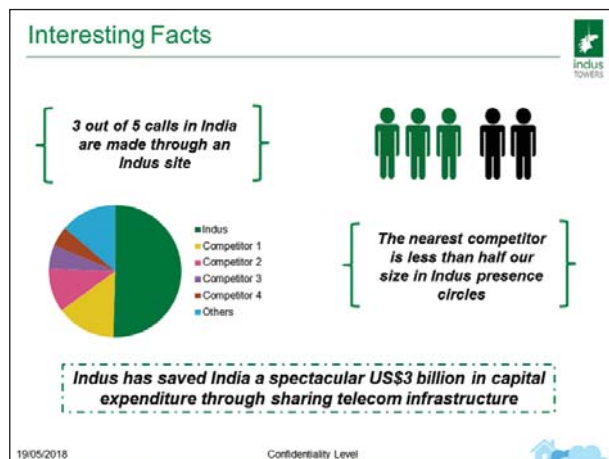 Interesting Facts
indus
TOWERS
3 out of 5 calls in India
are made through an
Indus site
Indus
Competitor 1
Competitor 2
Competitor 3
Competitor 4
Others
The nearest competitor
is less than half our
size in Indus presence
circles
Indus has saved India a spectacular US$3 billion in capital
expenditure through sharing telecom infrastructure
19/05/2018
Confidentiality Level